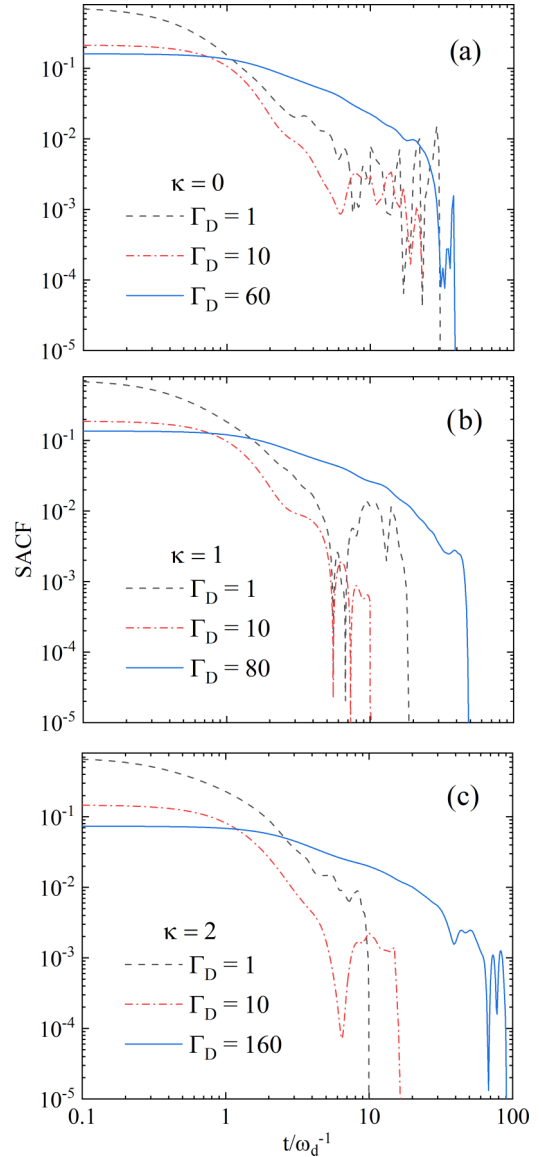 (a)
10⁻¹
10⁻²
10⁻³
10⁻⁴
10⁻⁵
κ = 0
Γ_D = 1
Γ_D = 10
Γ_D = 60
(b)
10⁻¹
10⁻²
10⁻³
10⁻⁴
10⁻⁵
SACF
κ = 1
Γ_D = 1
Γ_D = 10
Γ_D = 80
(c)
10⁻¹
10⁻²
10⁻³
10⁻⁴
10⁻⁵
κ = 2
Γ_D = 1
Γ_D = 10
Γ_D = 160
0.1 1 10 100
t/ω_d⁻¹